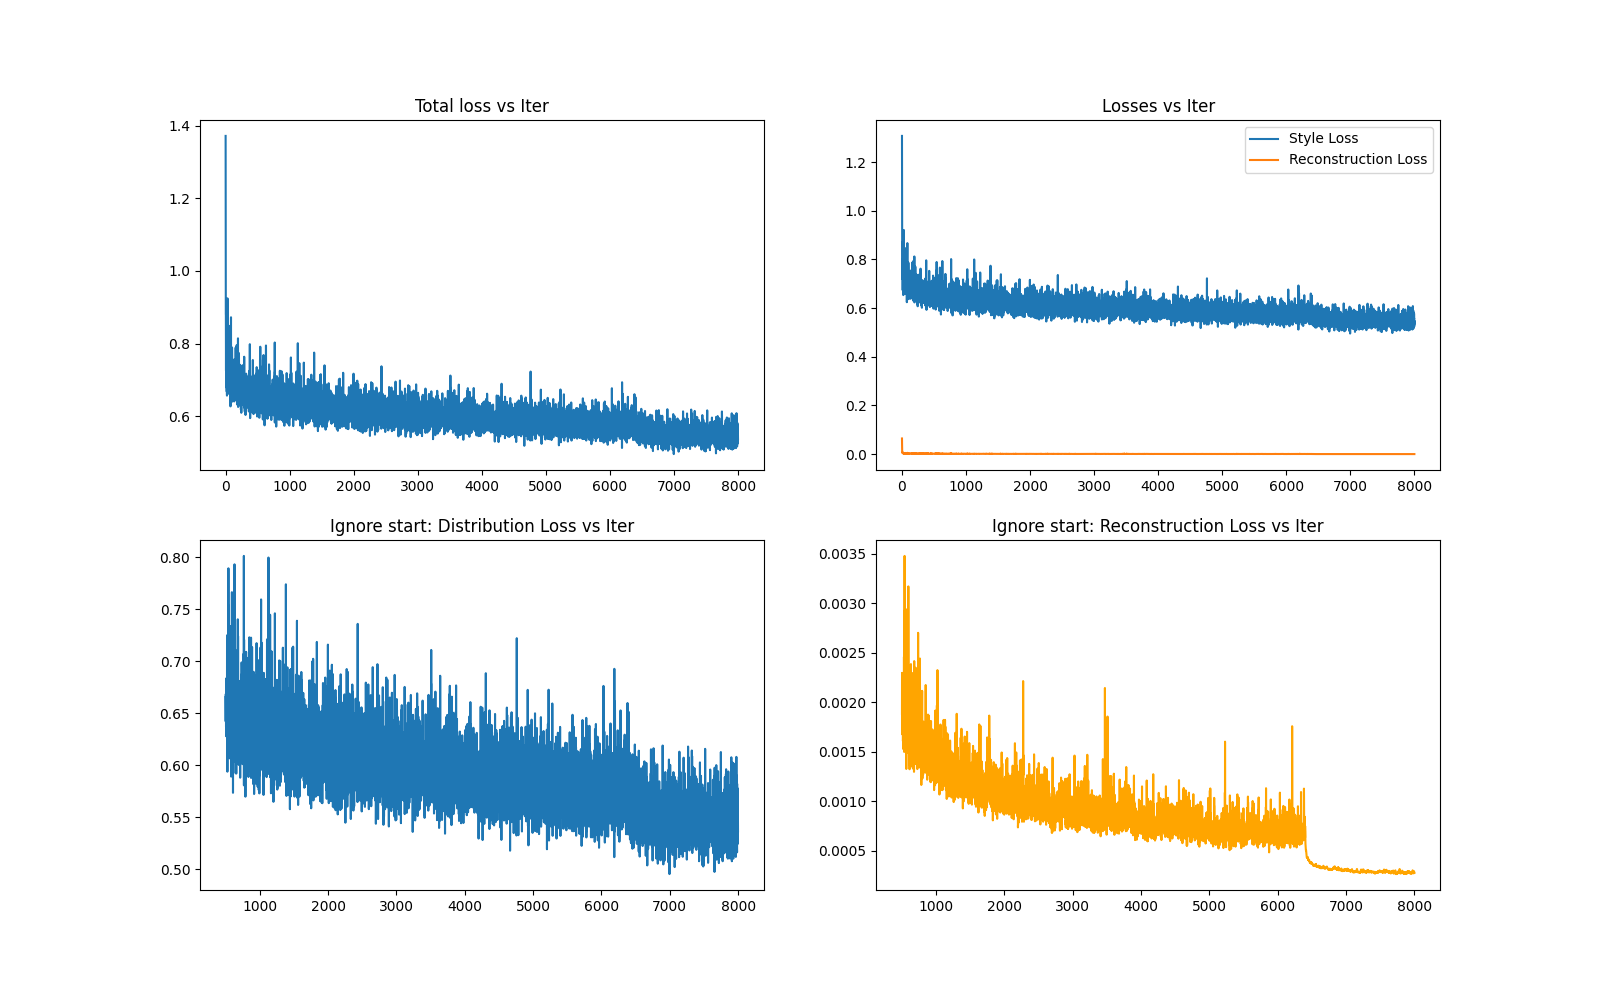 Total loss vs Iter
1.4
1.2
1.0
0.8
0.6
0 1000 2000 3000 4000 5000 6000 7000 8000
Losses vs Iter
Style Loss
Reconstruction Loss
1.2
1.0
0.8
0.6
0.4
0.2
0.0
0 1000 2000 3000 4000 5000 6000 7000 8000
Ignore start: Distribution Loss vs Iter
0.80
0.75
0.70
0.65
0.60
0.55
0.50
1000 2000 3000 4000 5000 6000 7000 8000
Ignore start: Reconstruction Loss vs Iter
0.0035
0.0030
0.0025
0.0020
0.0015
0.0010
0.0005
1000 2000 3000 4000 5000 6000 7000 8000